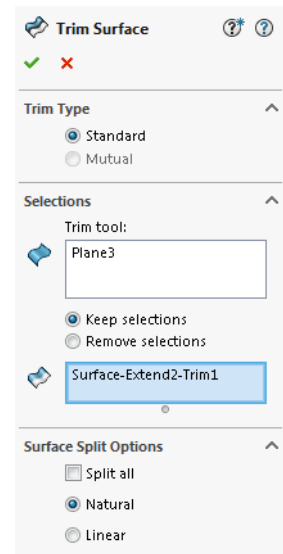 Trim Surface
Trim Type
Standard
Mutual
Selections
Trim tool:
Plane3
Keep selections
Remove selections
Surface-Extend2-Trim1
Surface Split Options
Split all
Natural
Linear